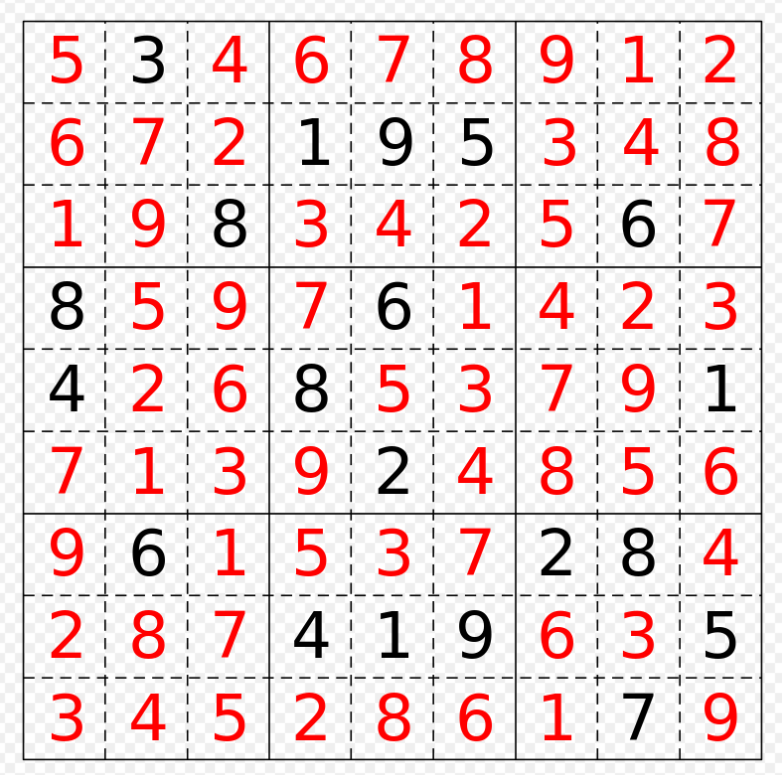 5 3 4 6 7 8 9 1 2
6 7 2 1 9 5 3 4 8
1 9 8 3 4 2 5 6 7
8 5 9 7 6 1 4 2 3
4 2 6 8 5 3 7 9 1
7 1 3 9 2 4 8 5 6
9 6 1 5 3 7 2 8 4
2 8 7 4 1 9 6 3 5
3 4 5 2 8 6 1 7 9